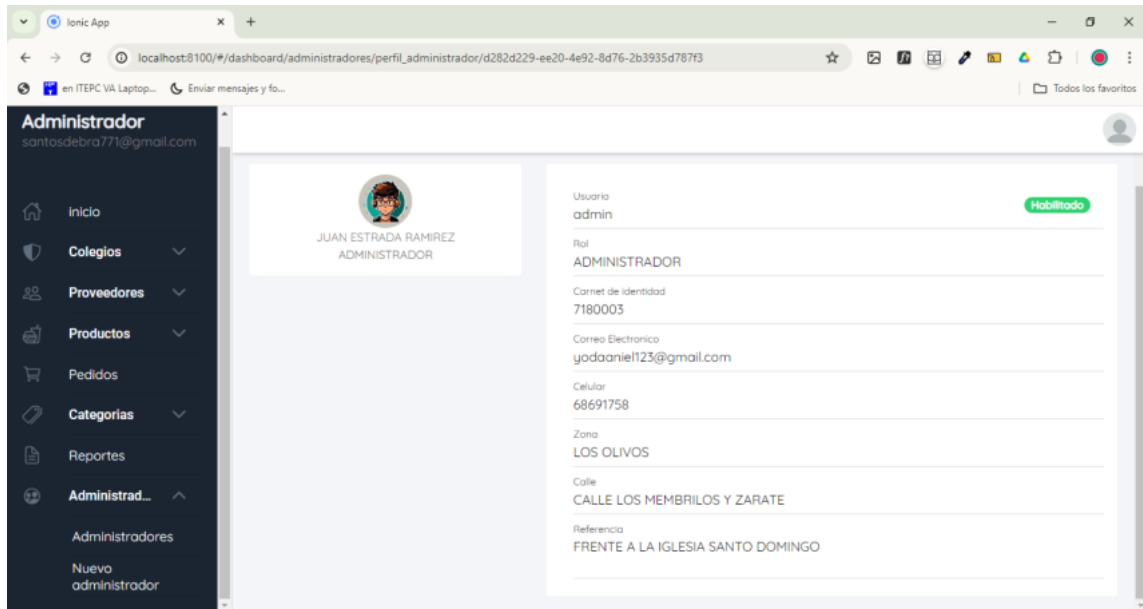 Ionic App
localhost:8100/#/dashboard/administradores/perfil_administrador/d282d229-ee20-4e92-8d76-2b3935d787f3
en ITEPC VA Laptop... Enviar mensajes y fo... Todos los favoritos
Administrador
santosdebra771@gmail.com
inicio
Colegios
Proveedores
Productos
Pedidos
Categorias
Reportes
Administrad...
Administradores
Nuevo
administrador
JUAN ESTRADA RAMIREZ
ADMINISTRADOR
Usuario
admin
Habilitado
Rol
ADMINISTRADOR
Carnet de identidad
7180003
Correo Electronico
yodaaniel123@gmail.com
Celular
68691758
Zona
LOS OLIVOS
Calle
CALLE LOS MEMBRILOS Y ZARATE
Referencia
FRENTE A LA IGLESIA SANTO DOMINGO